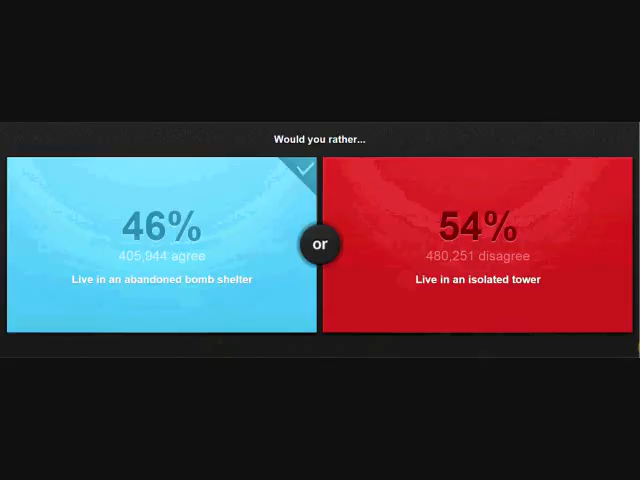 Would you rather...
46%
405,944 agree
Live in an abandoned bomb shelter
or
54%
480,251 disagree
Live in an isolated tower